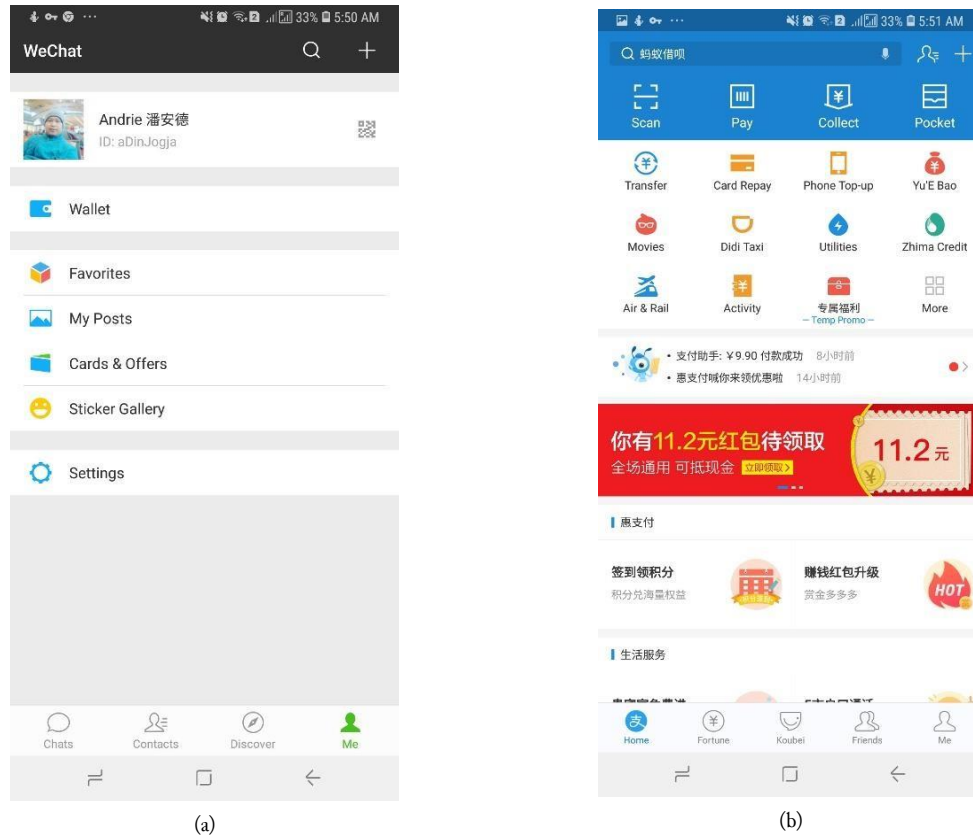 33% 5:50 AM
WeChat
Andrie 潘安德
ID: aDinJogja
Wallet
Favorites
My Posts
Cards & Offers
Sticker Gallery
Settings
Chats Contacts Discover Me
(a)
33% 5:51 AM
蚂蚁借呗
Scan Pay Collect Pocket
Transfer Card Repay Phone Top-up Yu'E Bao
Movies Didi Taxi Utilities Zhima Credit
Air & Rail Activity 专属福利 More
– Temp Promo –
• 支付助手: ¥9.90 付款成功 8小时前
• 惠支付喊你来领优惠啦 14小时前
你有11.2元红包待领取
11.2 元
全场通用 可抵现金 立即领取>
惠支付
签到领积分 赚钱红包升级
积分兑海量权益 赏金多多多
HOT
生活服务
支
Home Fortune Koubei Friends Me
(b)